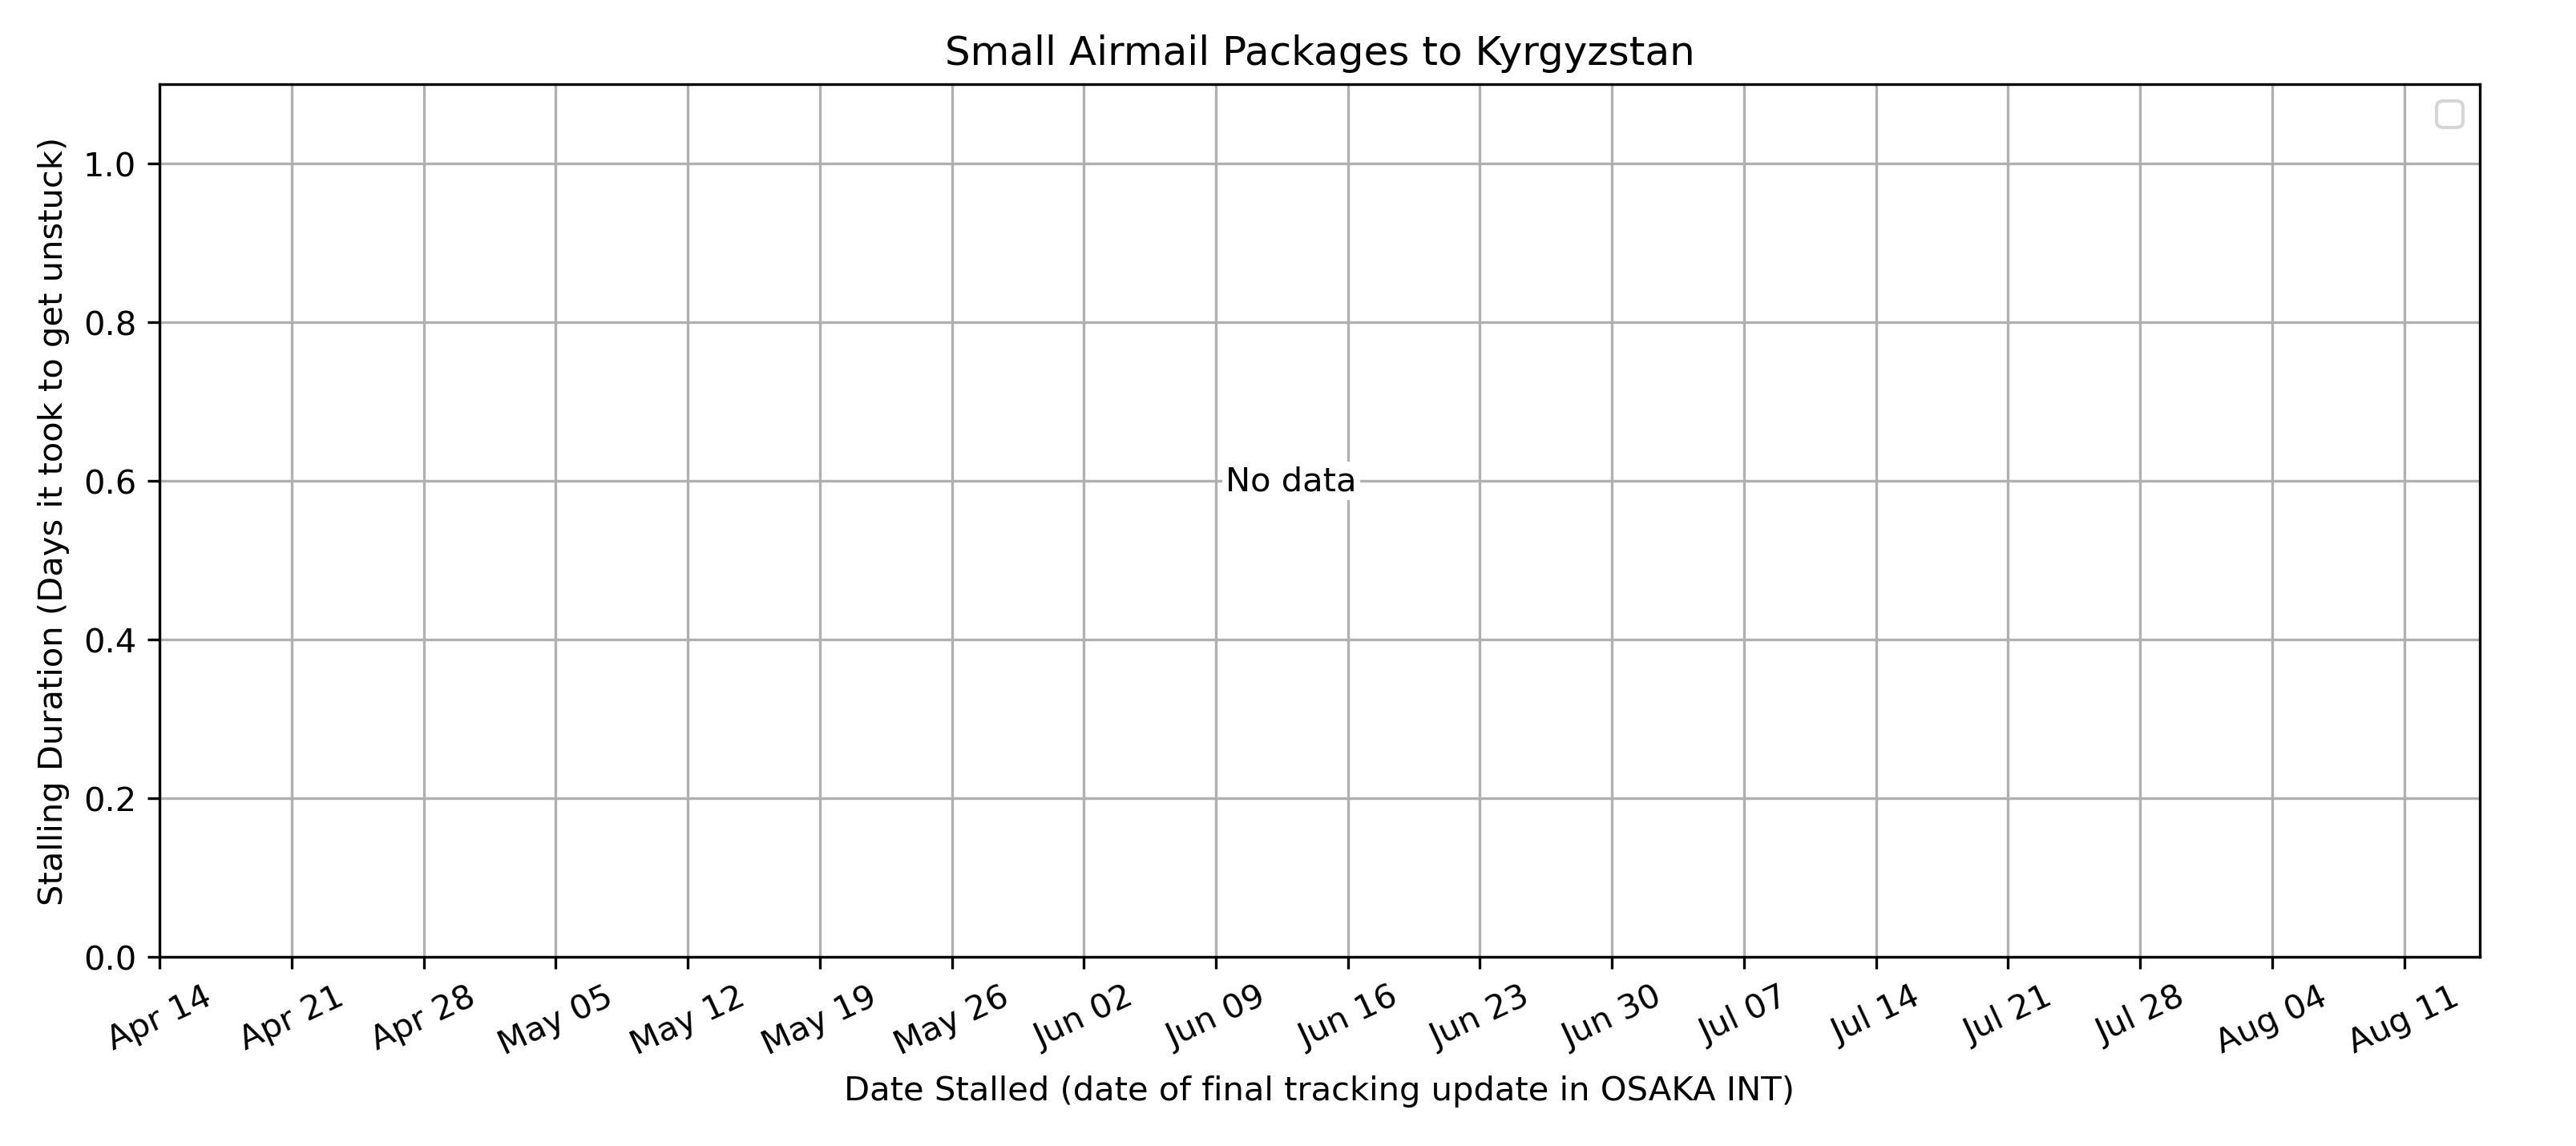 Small Airmail Packages to Kyrgyzstan
Stalling Duration (Days it took to get unstuck)
1.0
0.8
0.6
0.4
0.2
0.0
No data
Apr 14
Apr 21
Apr 28
May 05
May 12
May 19
May 26
Jun 02
Jun 09
Jun 16
Jun 23
Jun 30
Jul 07
Jul 14
Jul 21
Jul 28
Aug 04
Aug 11
Date Stalled (date of final tracking update in OSAKA INT)